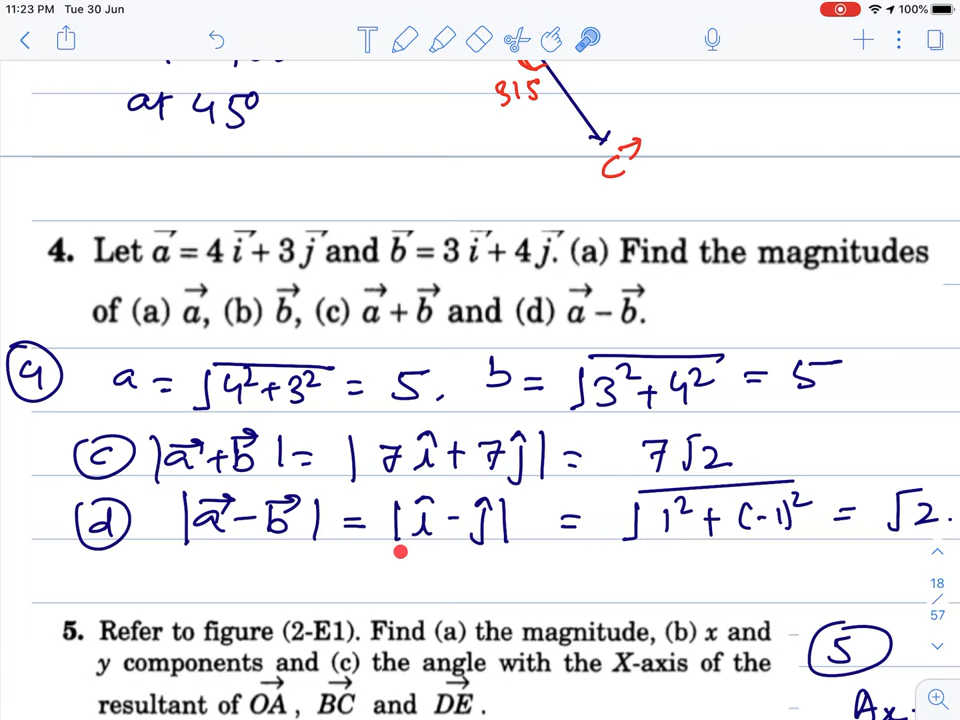 11:23 PM Tue 30 Jun 100%
at 45°
315
C⃗
4. Let a⃗ = 4 i⃗ + 3 j⃗ and b⃗ = 3 i⃗ + 4 j⃗. (a) Find the magnitudes
of (a) a⃗, (b) b⃗, (c) a⃗ + b⃗ and (d) a⃗ − b⃗.
4 a = √(4² + 3²) = 5, b = √(3² + 4²) = 5
(c) |a⃗ + b⃗| = |7î + 7ĵ| = 7√2
(d) |a⃗ − b⃗| = |î − ĵ| = √(1² + (−1)²) = √2.
18
/
57
5. Refer to figure (2-E1). Find (a) the magnitude, (b) x and
y components and (c) the angle with the X-axis of the
resultant of OA⃗, BC⃗ and DE⃗.
5
Ax